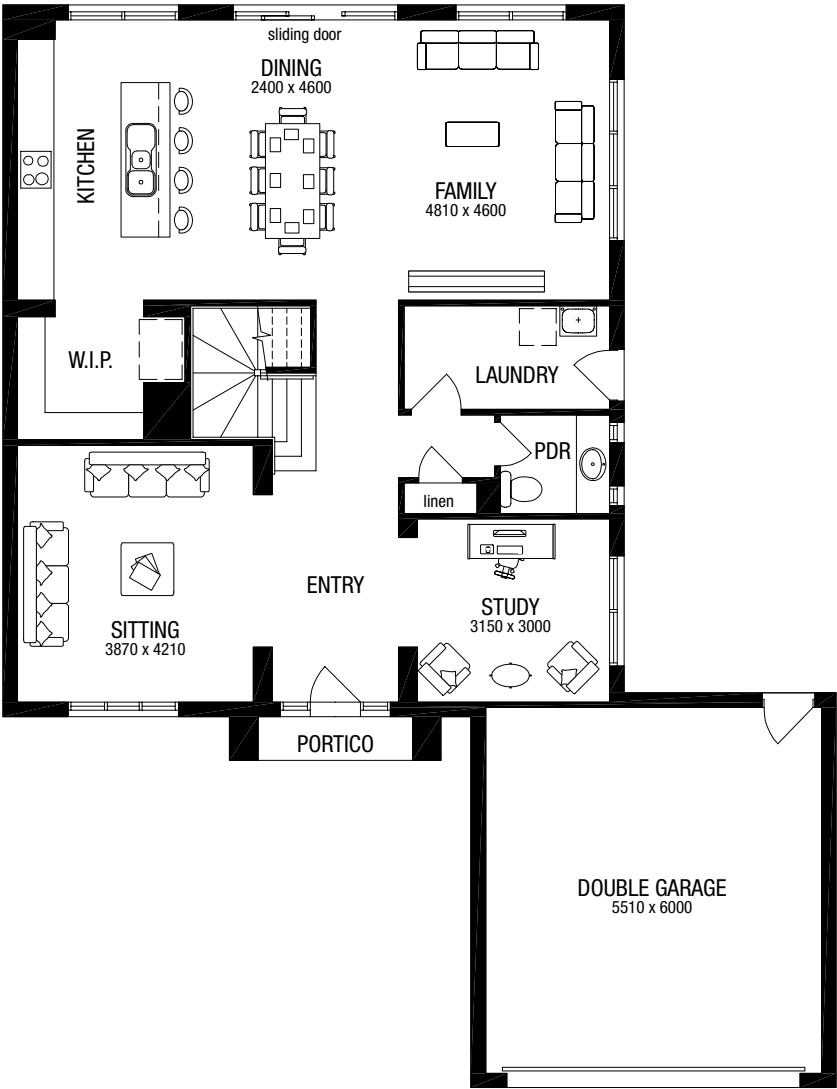 sliding door
DINING
2400 x 4600
KITCHEN
FAMILY
4810 x 4600
W.I.P.
LAUNDRY
PDR
linen
ENTRY
STUDY
3150 x 3000
SITTING
3870 x 4210
PORTICO
DOUBLE GARAGE
5510 x 6000